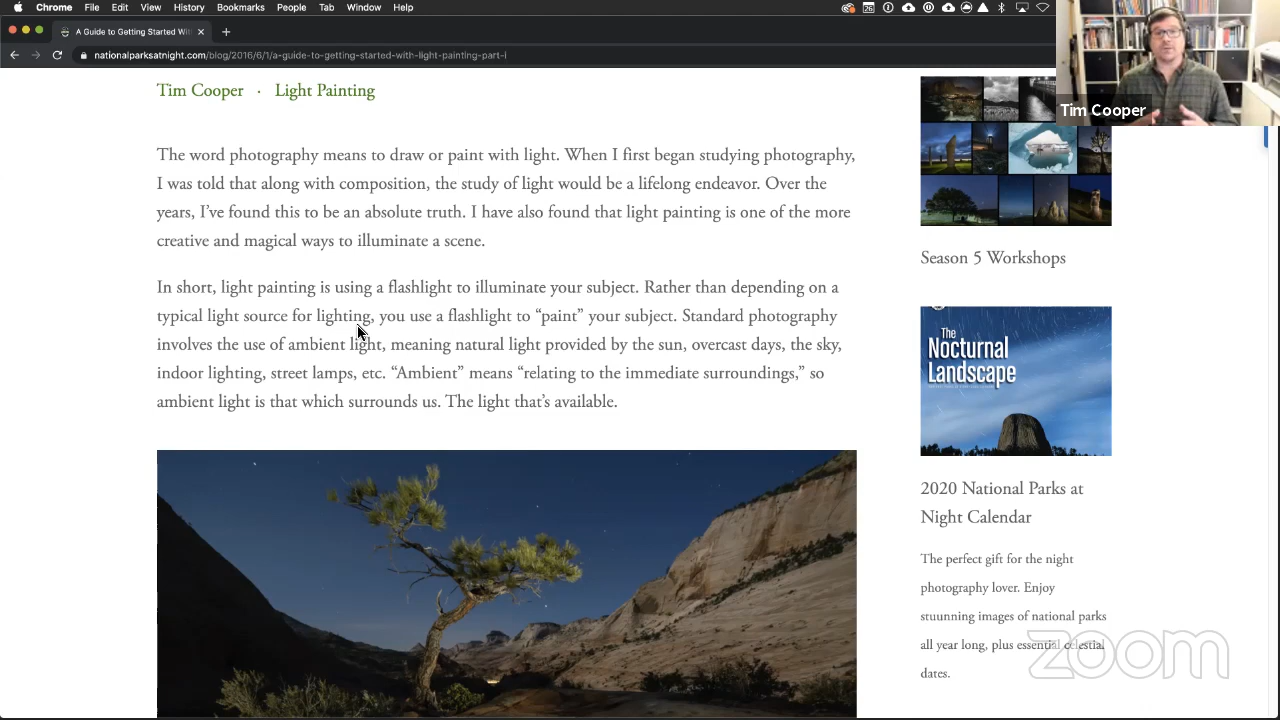 Chrome File Edit View History Bookmarks People Tab Window Help
A Guide to Getting Started Wit
nationalparksatnight.com/blog/2016/6/1/a-guide-to-getting-started-with-light-painting-part-I
Tim Cooper · Light Painting
The word photography means to draw or paint with light. When I first began studying photography,
I was told that along with composition, the study of light would be a lifelong endeavor. Over the
years, I’ve found this to be an absolute truth. I have also found that light painting is one of the more
creative and magical ways to illuminate a scene.
In short, light painting is using a flashlight to illuminate your subject. Rather than depending on a
typical light source for lighting, you use a flashlight to “paint” your subject. Standard photography
involves the use of ambient light, meaning natural light provided by the sun, overcast days, the sky,
indoor lighting, street lamps, etc. “Ambient” means “relating to the immediate surroundings,” so
ambient light is that which surrounds us. The light that’s available.
Tim Cooper
Season 5 Workshops
The
Nocturnal
Landscape
2020 National Parks at
Night Calendar
The perfect gift for the night
photography lover. Enjoy
stuunning images of national parks
all year long, plus essential celestial
dates.
zoom